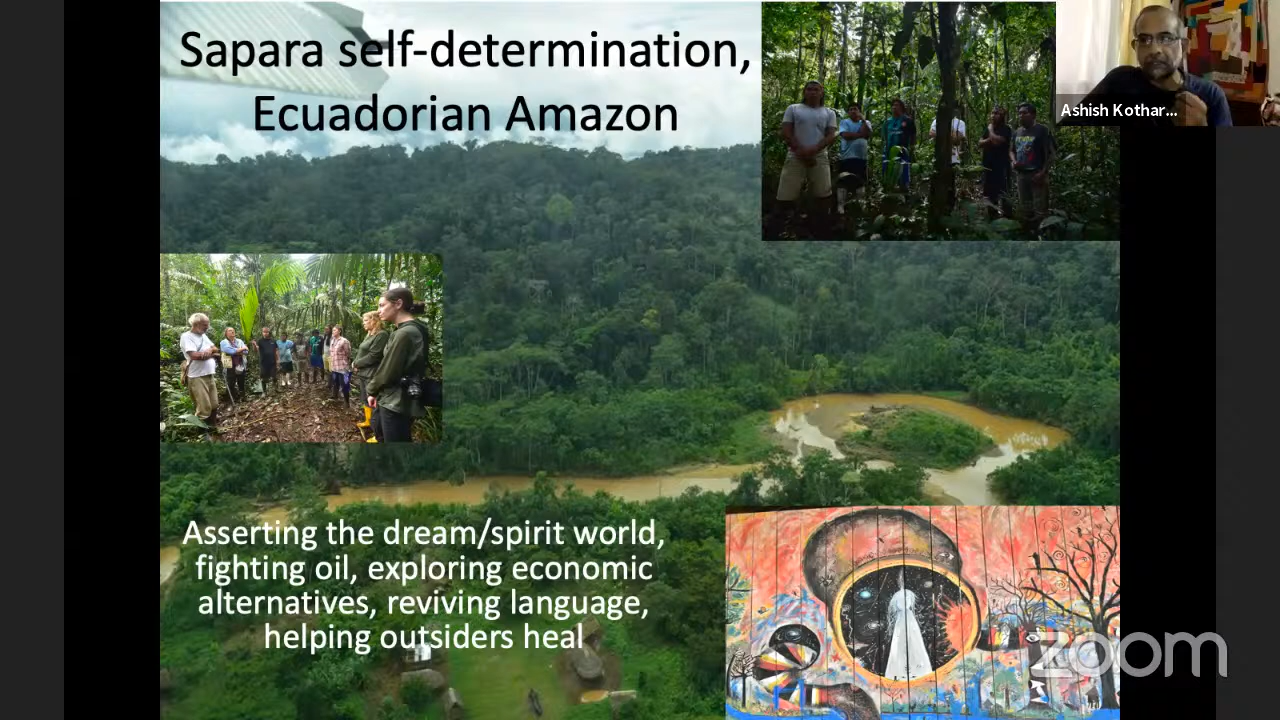 Sapara self-determination,
Ecuadorian Amazon
Ashish Kothar...
Asserting the dream/spirit world,
fighting oil, exploring economic
alternatives, reviving language,
helping outsiders heal
zoom